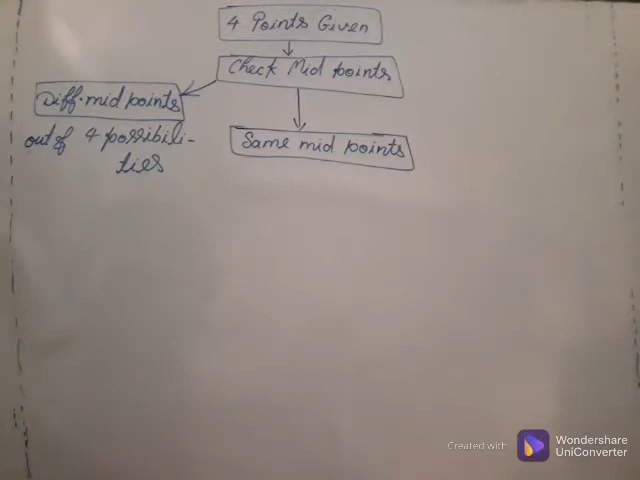 4 Points Given
Check Mid points
Diff. mid points
out of 4 possibili-
ties
Same mid points
Created with
Wondershare
UniConverter